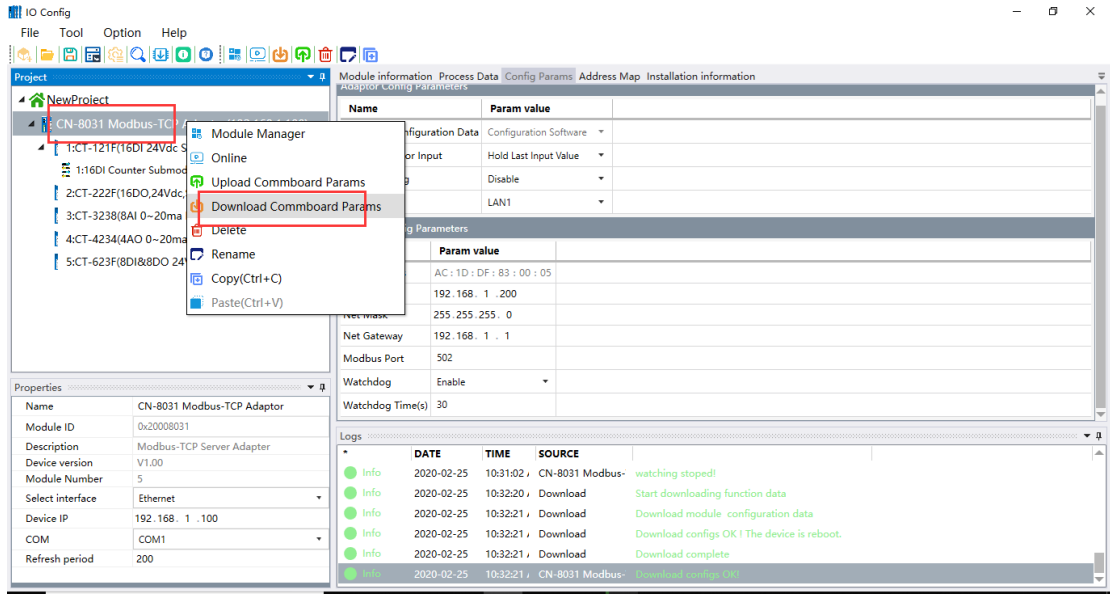 IO Config
File Tool Option Help
Project
NewProject
CN-8031 Modbus-TCP
1:CT-121F(16DI 24Vdc S
1:16DI Counter Submod
2:CT-222F(16DO,24Vdc,
3:CT-3238(8AI 0~20ma
4:CT-4234(4AO 0~20ma
5:CT-623F(8DI&8DO 24
Module Manager
Online
Upload Commboard Params
Download Commboard Params
Delete
Rename
Copy(Ctrl+C)
Paste(Ctrl+V)
Module information Process Data Config Params Address Map Installation information
Adaptor Config Parameters
Name Param value
figuration Data Configuration Software
or Input Hold Last Input Value
g Disable
LAN1
g Parameters
Param value
AC : 1D : DF : 83 : 00 : 05
192.168. 1 .200
Net Mask 255.255.255. 0
Net Gateway 192.168. 1 . 1
Modbus Port 502
Watchdog Enable
Watchdog Time(s) 30
Properties
Name CN-8031 Modbus-TCP Adaptor
Module ID 0x20008031
Description Modbus-TCP Server Adapter
Device version V1.00
Module Number 5
Select interface Ethernet
Device IP 192.168. 1 .100
COM COM1
Refresh period 200
Logs
* DATE TIME SOURCE
Info 2020-02-25 10:31:02 CN-8031 Modbus- watching stoped!
Info 2020-02-25 10:32:20 Download Start downloading function data
Info 2020-02-25 10:32:21 Download Download module configuration data
Info 2020-02-25 10:32:21 Download Download configs OK ! The device is reboot.
Info 2020-02-25 10:32:21 Download Download complete
Info 2020-02-25 10:32:21 CN-8031 Modbus- Download configs OK!